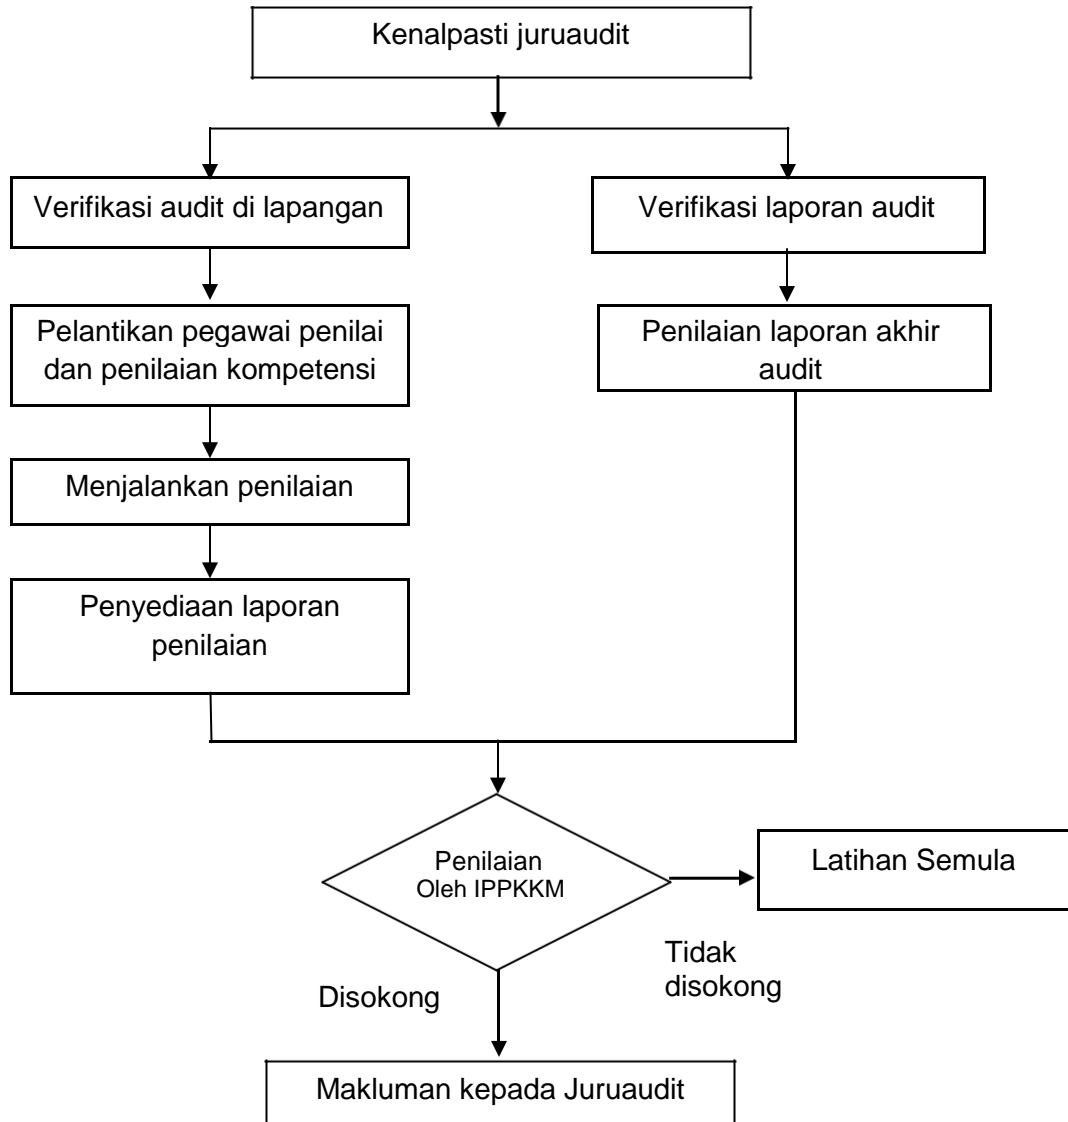 Kenalpasti juruaudit
Verifikasi audit di lapangan
Verifikasi laporan audit
Pelantikan pegawai penilai
dan penilaian kompetensi
Penilaian laporan akhir
audit
Menjalankan penilaian
Penyediaan laporan
penilaian
Penilaian
Oleh IPPKKM
Latihan Semula
Tidak
disokong
Disokong
Makluman kepada Juruaudit